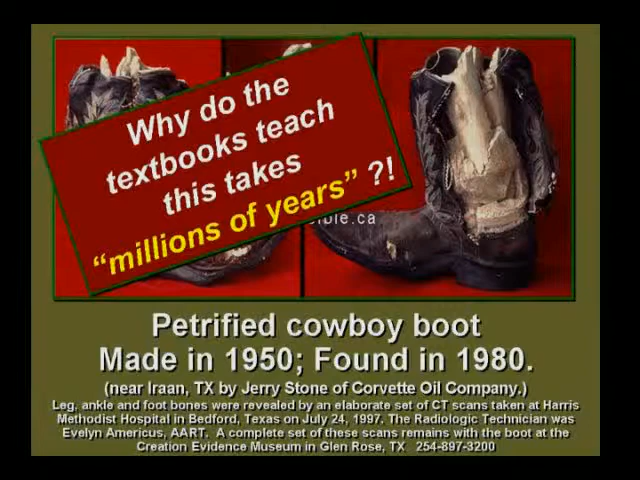 Why do the
textbooks teach
this takes
“millions of years” ?!
Petrified cowboy boot
Made in 1950; Found in 1980.
(near Iraan, TX by Jerry Stone of Corvette Oil Company.)
Leg, ankle and foot bones were revealed by an elaborate set of CT scans taken at Harris
Methodist Hospital in Bedford, Texas on July 24, 1997. The Radiologic Technician was
Evelyn Americus, AART. A complete set of these scans remains with the boot at the
Creation Evidence Museum in Glen Rose, TX 254-897-3200